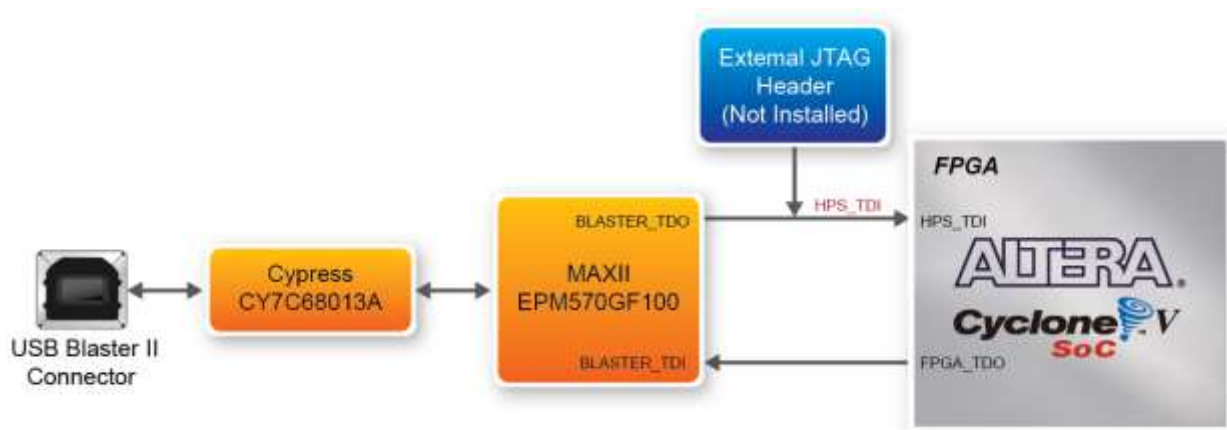 External JTAG
Header
(Not Installed)
FPGA
HPS_TDI
BLASTER_TDO
HPS_TDI
ALTERA.
Cypress
CY7C68013A
MAXII
EPM570GF100
Cyclone V
SoC
USB Blaster II
Connector
BLASTER_TDI
FPGA_TDO